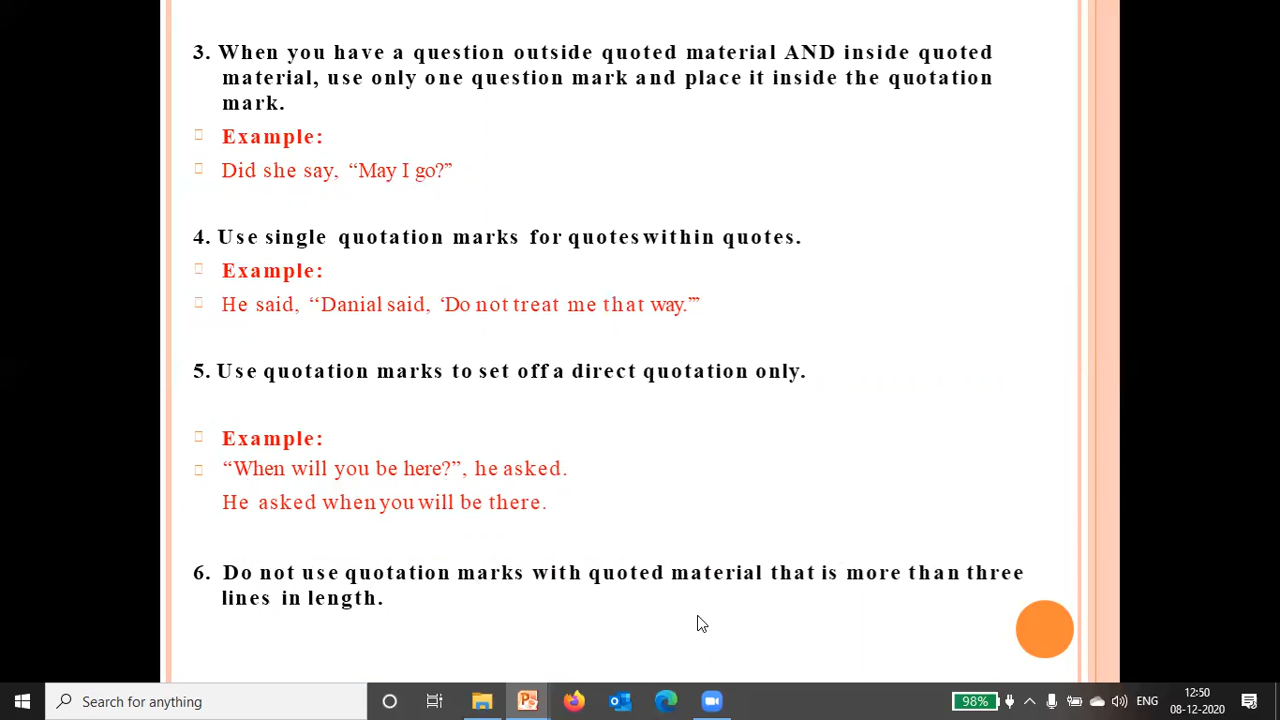 3. When you have a question outside quoted material AND inside quoted
material, use only one question mark and place it inside the quotation
mark.
Example:
Did she say, “May I go?”
4. Use single quotation marks for quotes within quotes.
Example:
He said, “Danial said, ‘Do not treat me that way.’”
5. Use quotation marks to set off a direct quotation only.
Example:
“When will you be here?”, he asked.
He asked when you will be there.
6. Do not use quotation marks with quoted material that is more than three
lines in length.
Search for anything
98%
ENG
12:50
08-12-2020